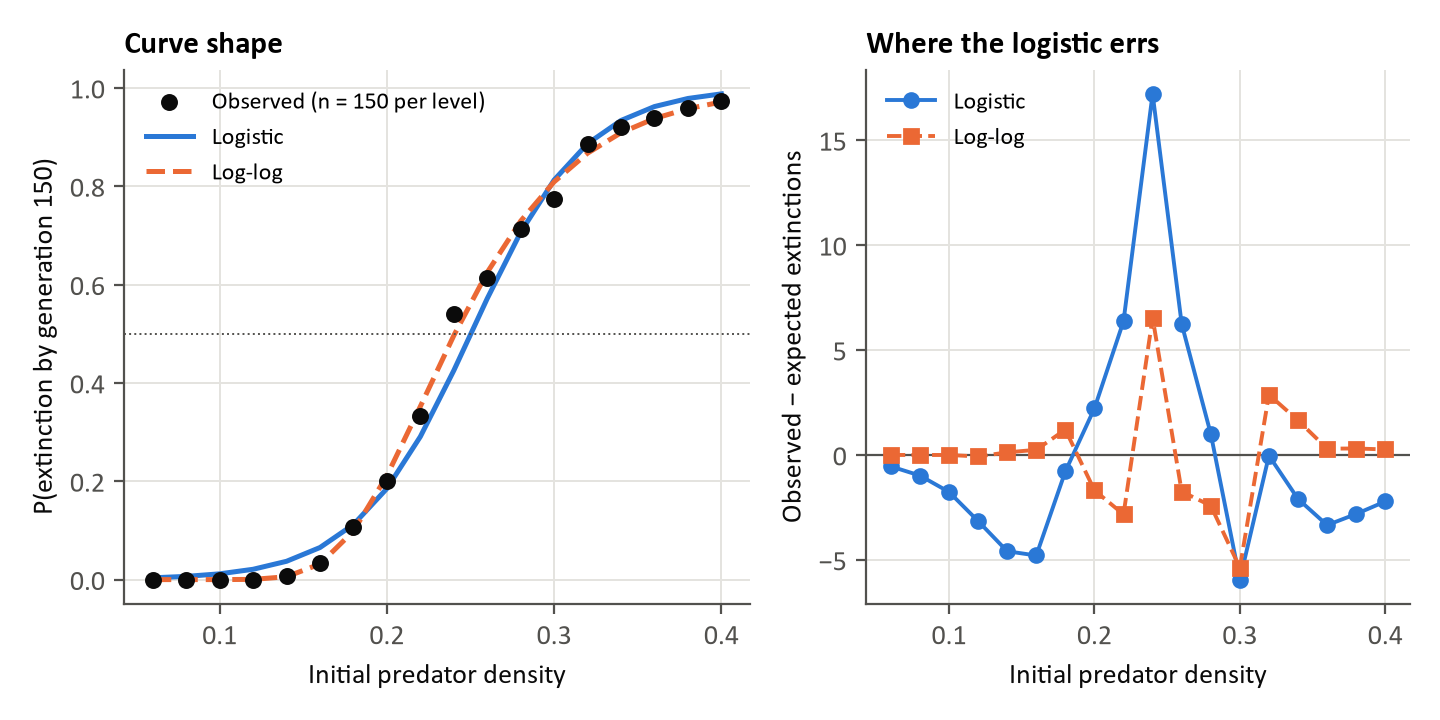 Curve shape
P(extinction by generation 150)
1.0
0.8
0.6
0.4
0.2
0.0
Observed (n = 150 per level)
Logistic
Log-log
0.1
0.2
0.3
0.4
Initial predator density
Where the logistic errs
Observed − expected extinctions
15
10
5
0
−5
Logistic
Log-log
0.1
0.2
0.3
0.4
Initial predator density